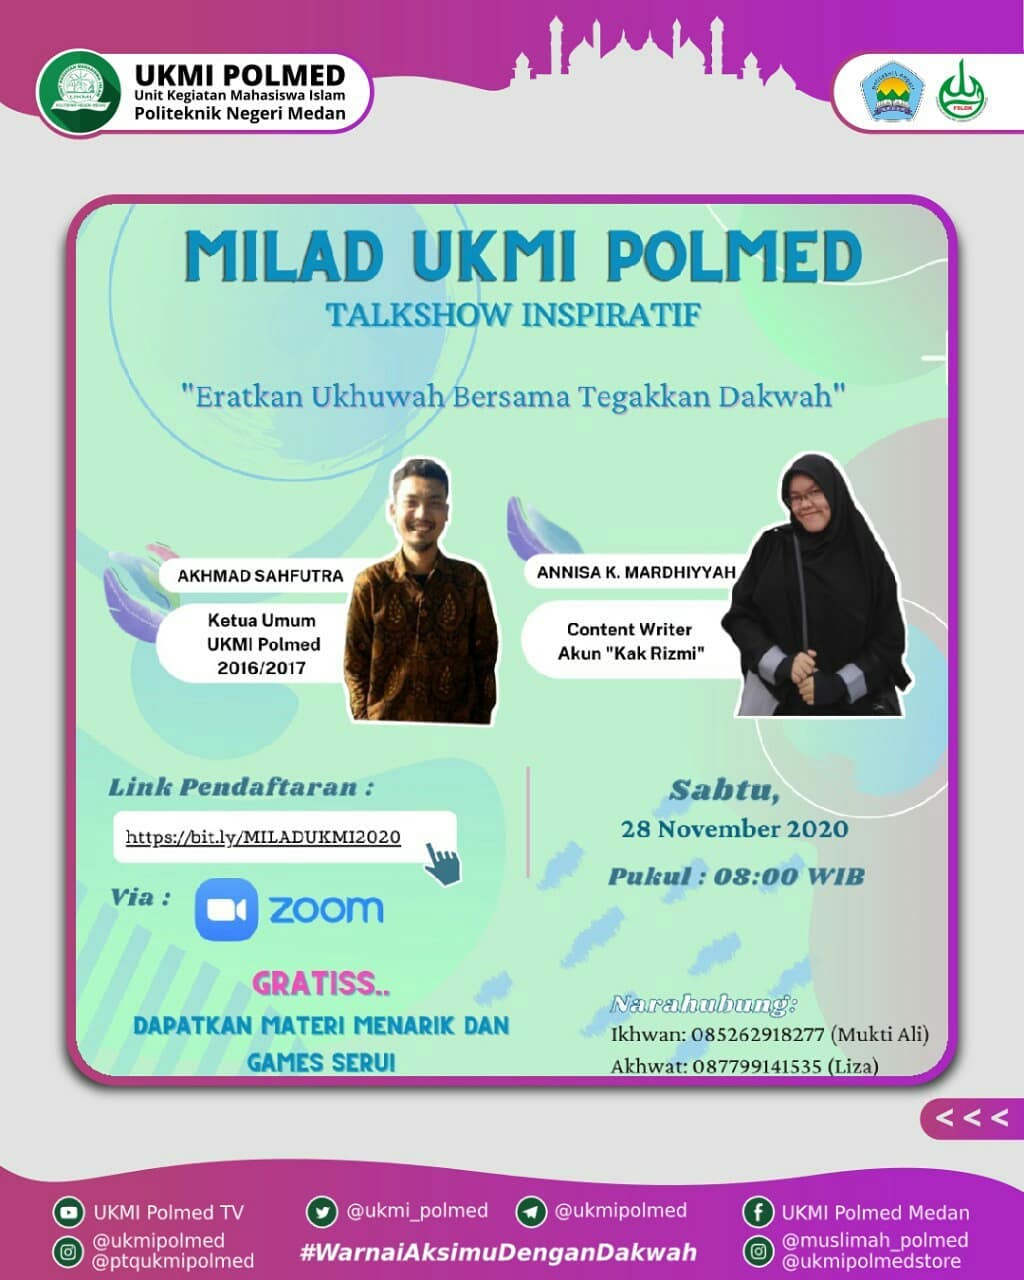 UKMI POLMED
Unit Kegiatan Mahasiswa Islam
Politeknik Negeri Medan
MILAD UKMI POLMED
TALKSHOW INSPIRATIF
"Eratkan Ukhuwah Bersama Tegakkan Dakwah"
AKHMAD SAHFUTRA
Ketua Umum
UKMI Polmed
2016/2017
ANNISA K. MARDHIYYAH
Content Writer
Akun "Kak Rizmi"
Link Pendaftaran :
https://bit.ly/MILADUKMI2020
Via :
zoom
GRATISS..
DAPATKAN MATERI MENARIK DAN
GAMES SERU!
Sabtu,
28 November 2020
Pukul : 08:00 WIB
Narahubung:
Ikhwan: 085262918277 (Mukti Ali)
Akhwat: 087799141535 (Liza)
<<<
UKMI Polmed TV
@ukmipolmed
@ptqukmipolmed
@ukmi_polmed
@ukmipolmed
#WarnaiAksimuDenganDakwah
UKMI Polmed Medan
@muslimah_polmed
@ukmipolmedstore